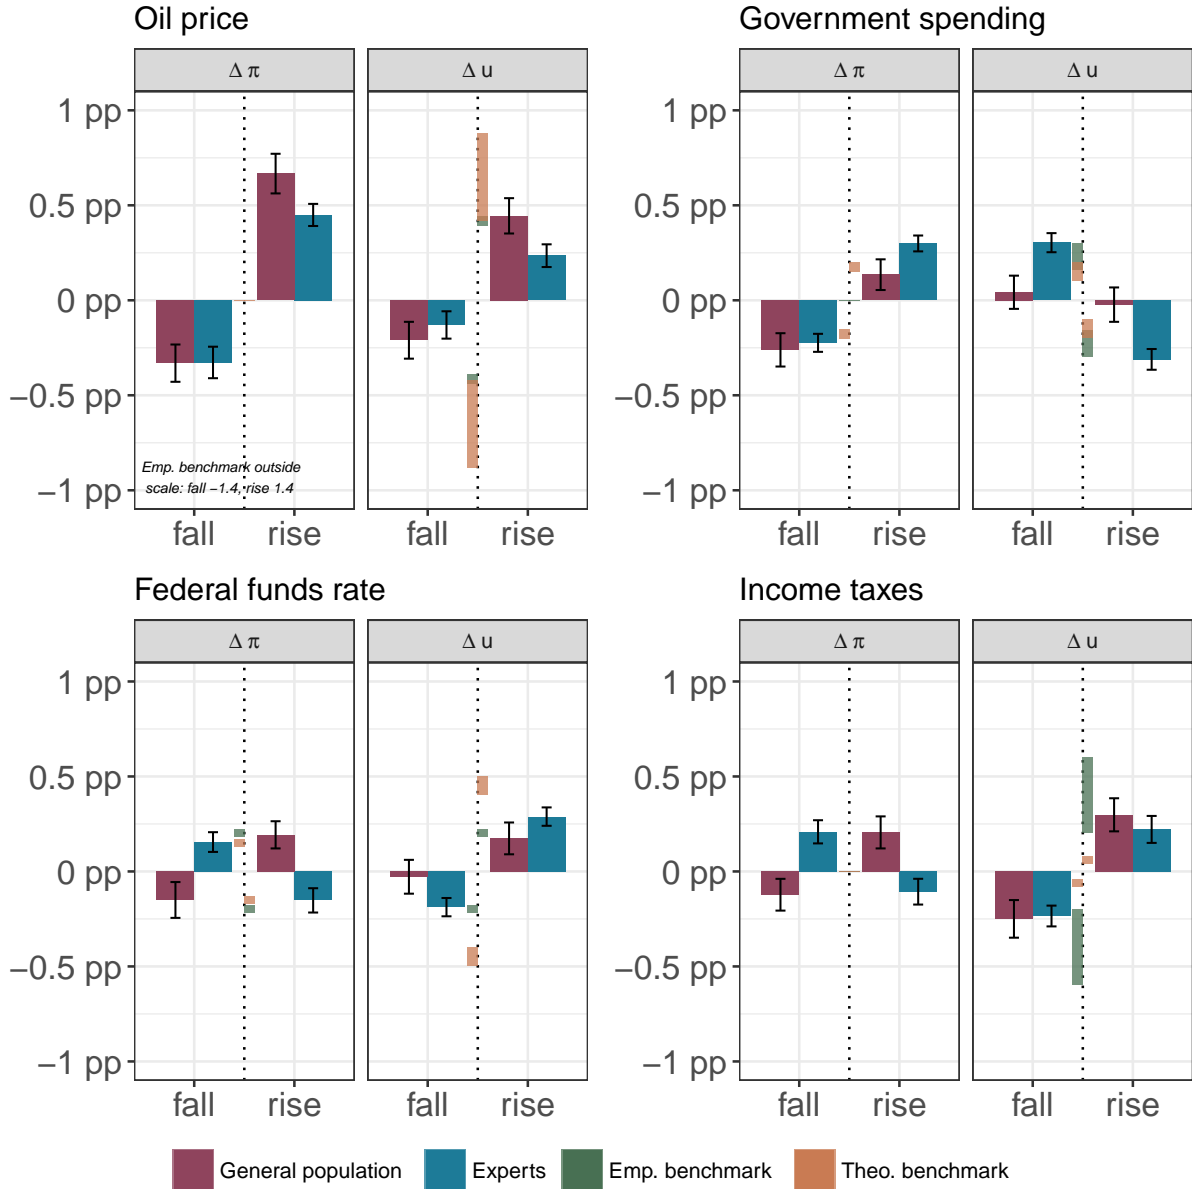 Oil price
Δ π
Δ u
1 pp
0.5 pp
0 pp
−0.5 pp
−1 pp
Emp. benchmark outside
scale: fall −1.4, rise 1.4
fall
rise
fall
rise
Government spending
Δ π
Δ u
1 pp
0.5 pp
0 pp
−0.5 pp
−1 pp
fall
rise
fall
rise
Federal funds rate
Δ π
Δ u
1 pp
0.5 pp
0 pp
−0.5 pp
−1 pp
fall
rise
fall
rise
Income taxes
Δ π
Δ u
1 pp
0.5 pp
0 pp
−0.5 pp
−1 pp
fall
rise
fall
rise
General population
Experts
Emp. benchmark
Theo. benchmark